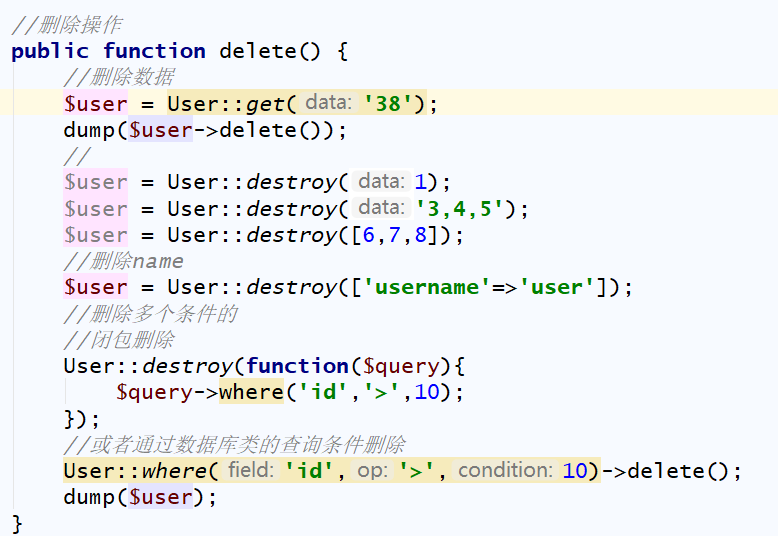 //删除操作
public function delete() {
//删除数据
$user = User::get( data: '38');
dump($user->delete());
//
$user = User::destroy( data: 1);
$user = User::destroy( data: '3,4,5');
$user = User::destroy([6,7,8]);
//删除name
$user = User::destroy(['username'=>'user']);
//删除多个条件的
//闭包删除
User::destroy(function($query){
$query->where('id','>',10);
});
//或者通过数据库类的查询条件删除
User::where( field: 'id', op: '>', condition: 10)->delete();
dump($user);
}